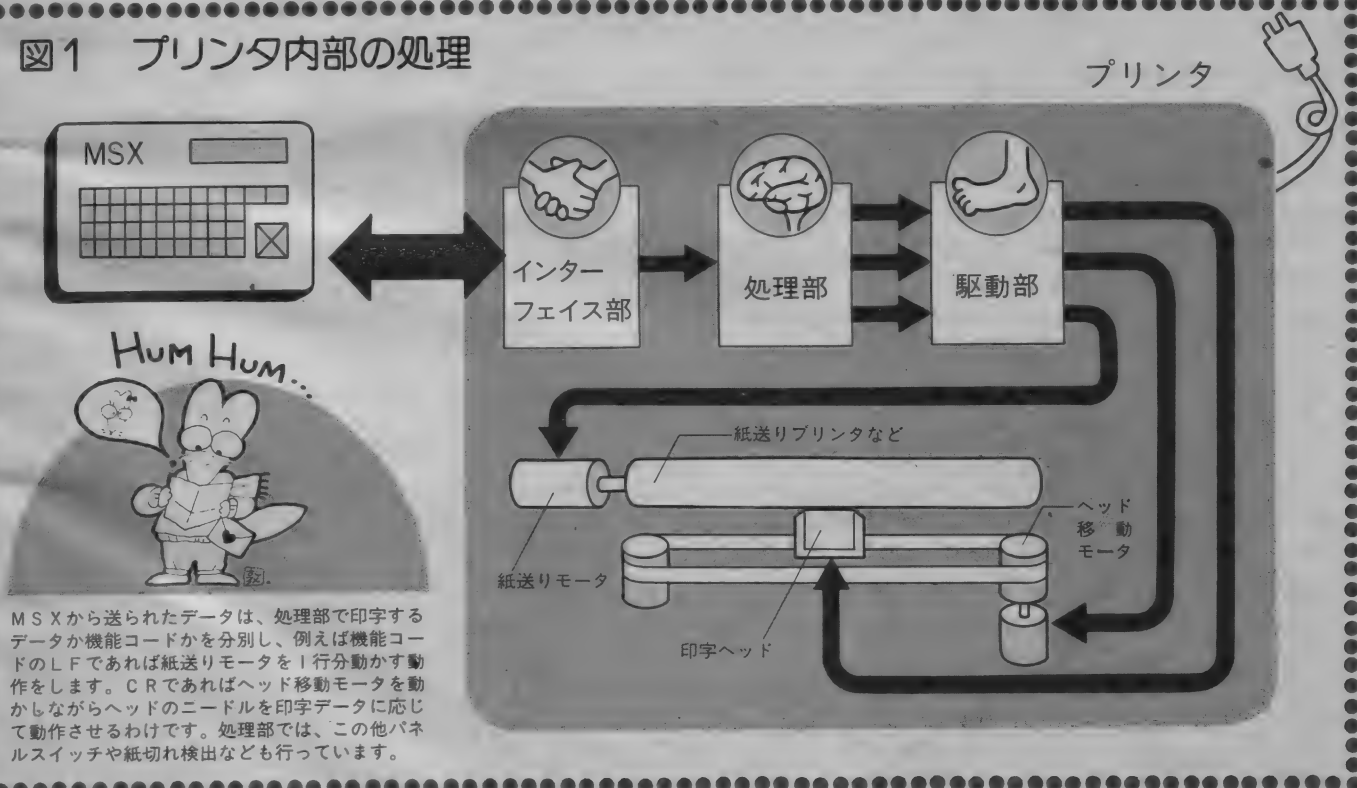 図1 プリンタ内部の処理
プリンタ
MSX
インター
フェイス部
処理部
駆動部
HUM HUM...
紙送りプリンタなど
ヘッド
移動
モータ
紙送りモータ
印字ヘッド
MSXから送られたデータは、処理部で印字する
データか機能コードかを分別し、例えば機能コー
ドのLFであれば紙送りモータを1行分動かす動
作をします。CRであればヘッド移動モータを動
かしながらヘッドのニードルを印字データに応じ
て動作させるわけです。処理部では、この他パネ
ルスイッチや紙切れ検出なども行っています。